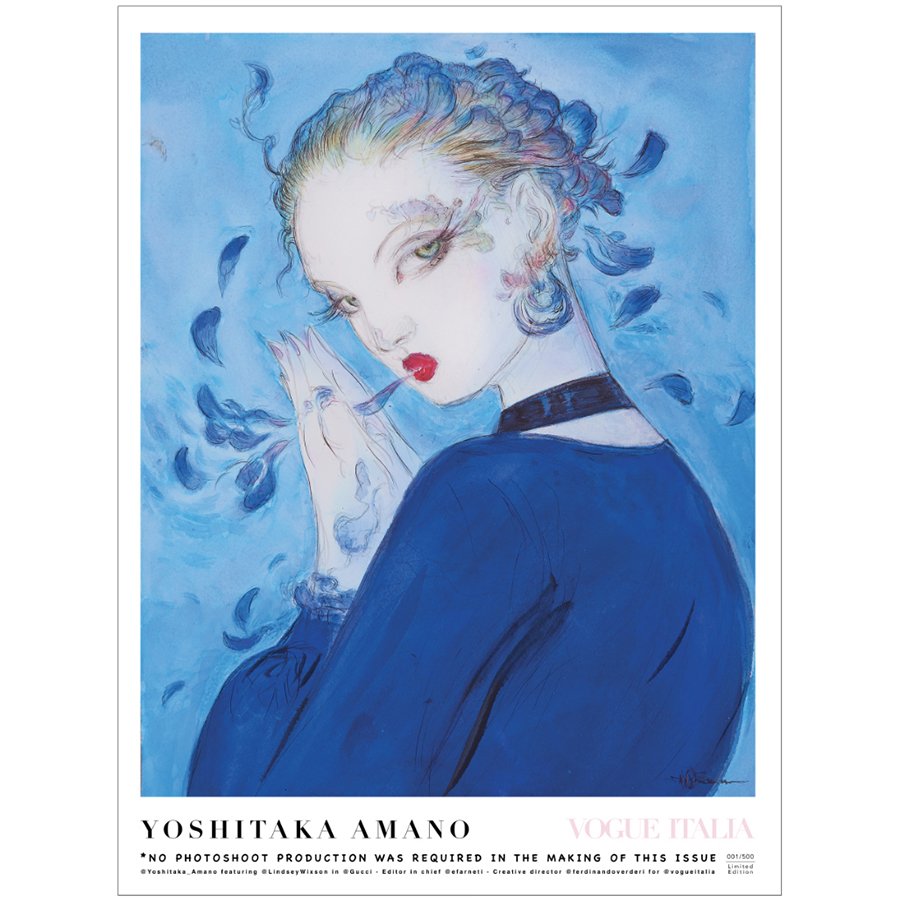 YOSHITAKA AMANO
VOGUE ITALIA
*NO PHOTOSHOOT PRODUCTION WAS REQUIRED IN THE MAKING OF THIS ISSUE
001/500
Limited
Edition
@Yoshitaka_Amano featuring @LindseyWixson in @Gucci - Editor in chief @efarneti - Creative director @ferdinandoverderi for @vogueitalia